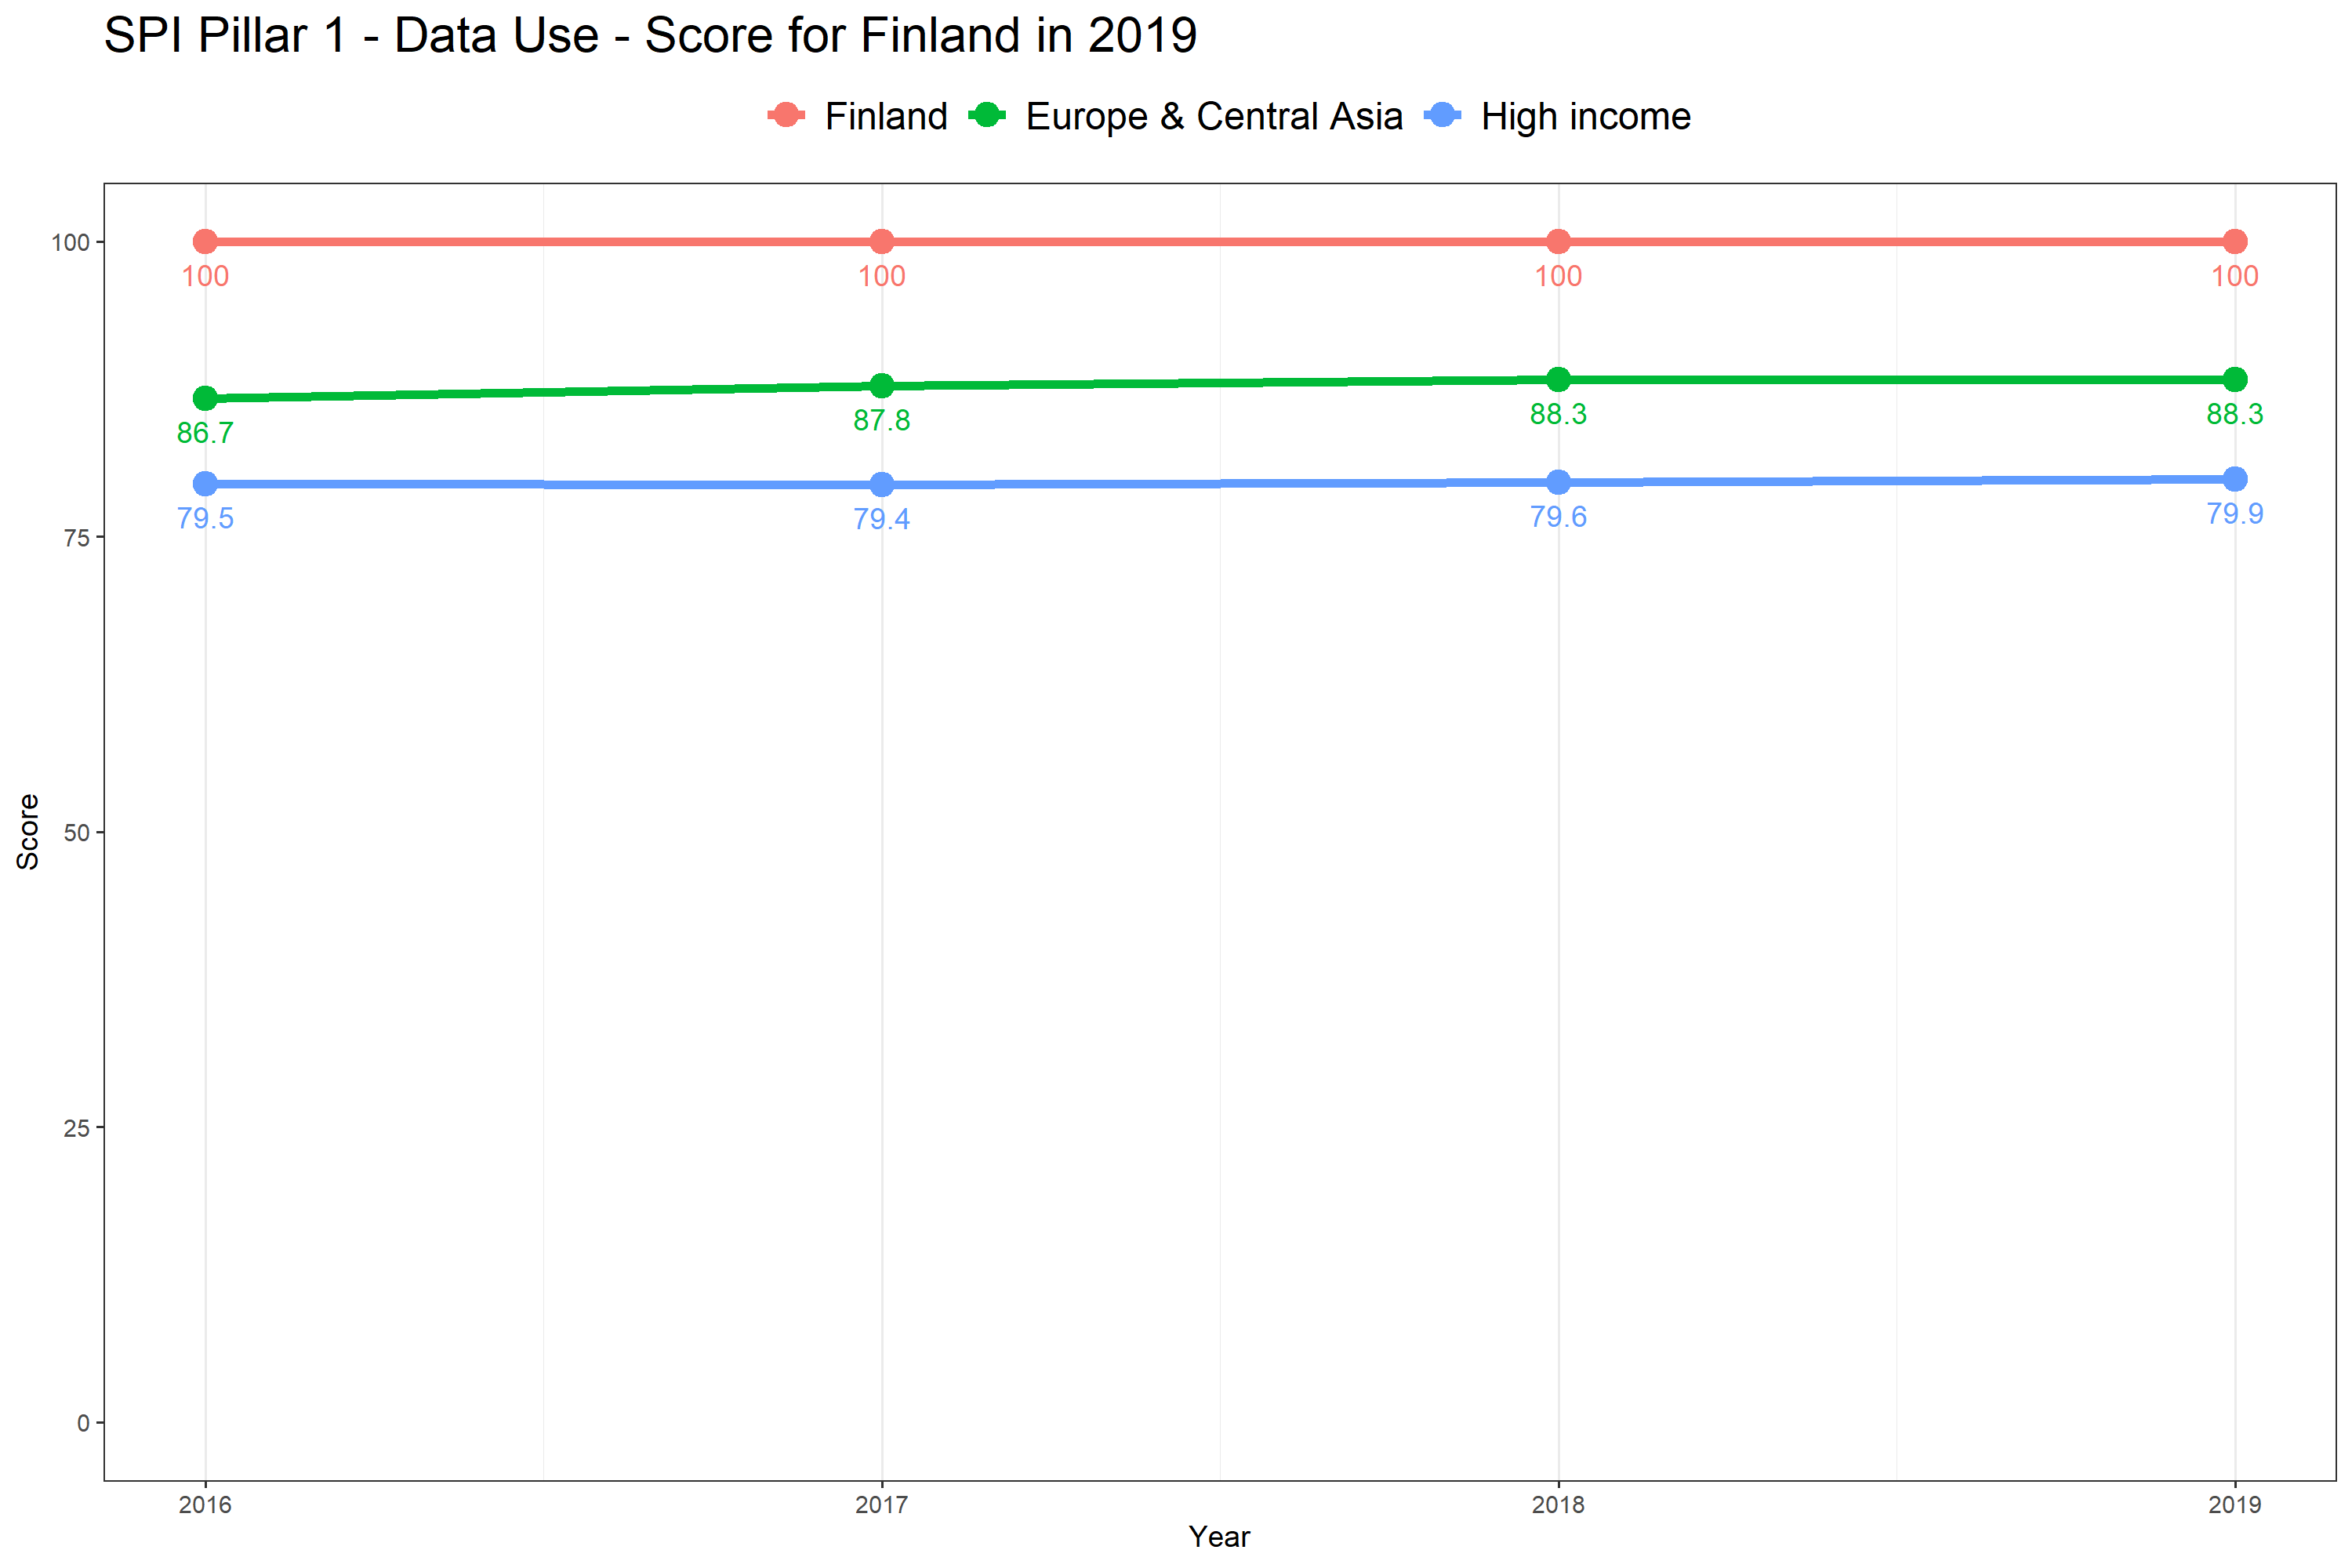 SPI Pillar 1 - Data Use - Score for Finland in 2019
Finland Europe & Central Asia High income
100
100 100 100 100
86.7 87.8 88.3 88.3
79.5 79.4 79.6 79.9
75
50
Score
25
0
2016 2017 2018 2019
Year